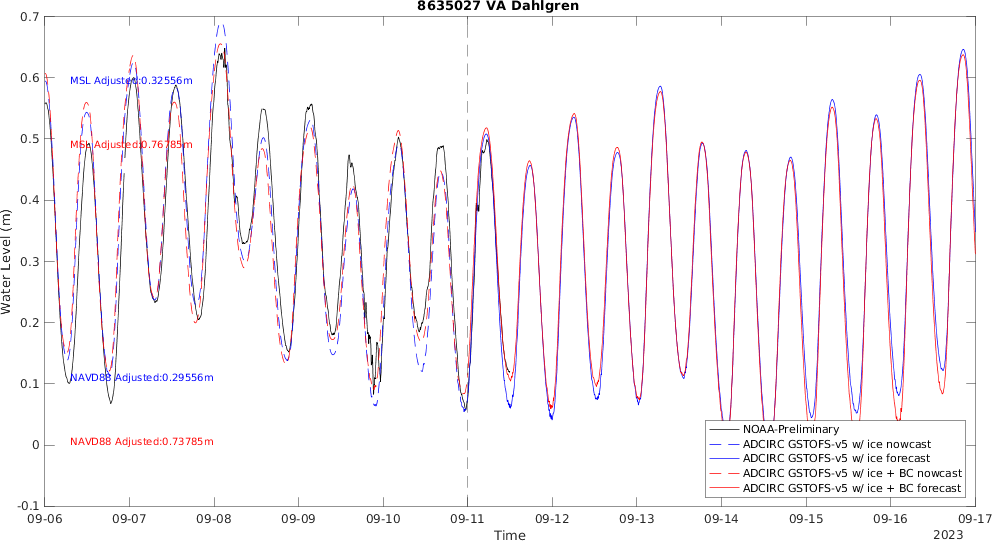 8635027 VA Dahlgren
0.7
0.6
0.5
0.4
0.3
0.2
0.1
0
-0.1
Water Level (m)
MSL Adjusted:0.32556m
MSL Adjusted:0.76785m
NAVD88 Adjusted:0.29556m
NAVD88 Adjusted:0.73785m
NOAA-Preliminary
ADCIRC GSTOFS-v5 w/ ice nowcast
ADCIRC GSTOFS-v5 w/ ice forecast
ADCIRC GSTOFS-v5 w/ ice + BC nowcast
ADCIRC GSTOFS-v5 w/ ice + BC forecast
09-06 09-07 09-08 09-09 09-10 09-11 09-12 09-13 09-14 09-15 09-16 09-17
Time
2023